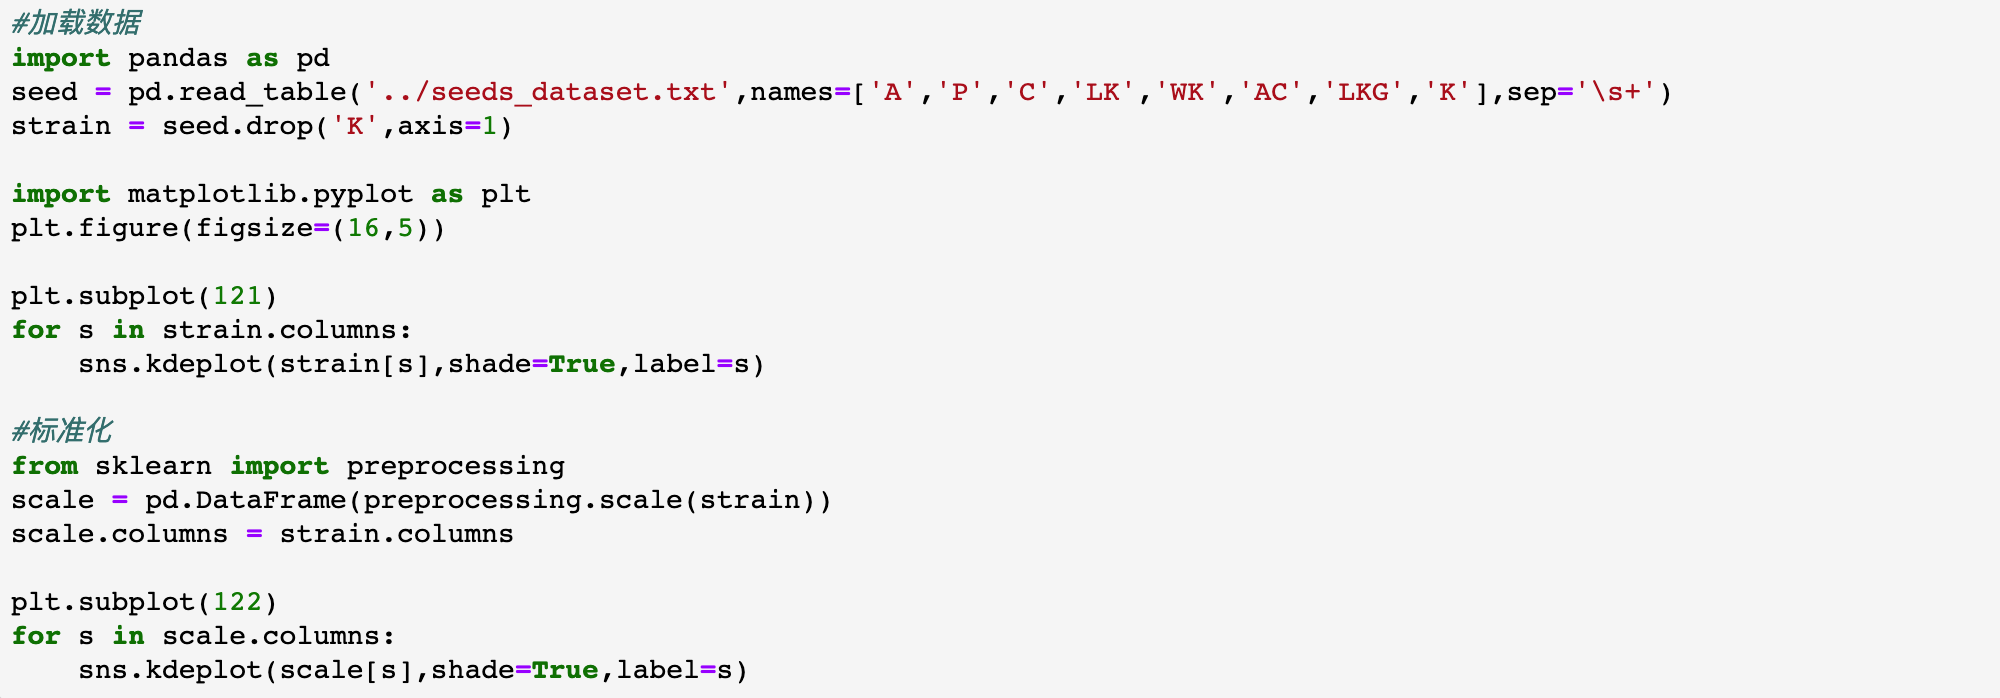 #加载数据
import pandas as pd
seed = pd.read_table('../seeds_dataset.txt',names=['A','P','C','LK','WK','AC','LKG','K'],sep='\s+')
strain = seed.drop('K',axis=1)
import matplotlib.pyplot as plt
plt.figure(figsize=(16,5))
plt.subplot(121)
for s in strain.columns:
    sns.kdeplot(strain[s],shade=True,label=s)
#标准化
from sklearn import preprocessing
scale = pd.DataFrame(preprocessing.scale(strain))
scale.columns = strain.columns
plt.subplot(122)
for s in scale.columns:
    sns.kdeplot(scale[s],shade=True,label=s)